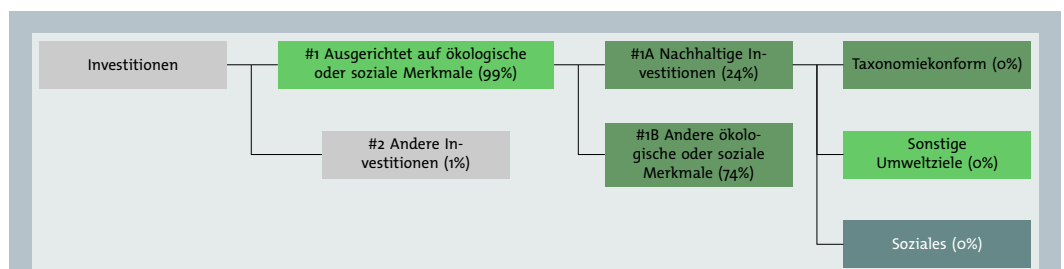 Investitionen
#1 Ausgerichtet auf ökologische
oder soziale Merkmale (99%)
#1A Nachhaltige In-
vestitionen (24%)
Taxonomiekonform (0%)
#2 Andere In-
vestitionen (1%)
#1B Andere ökolo-
gische oder soziale
Merkmale (74%)
Sonstige
Umweltziele (0%)
Soziales (0%)